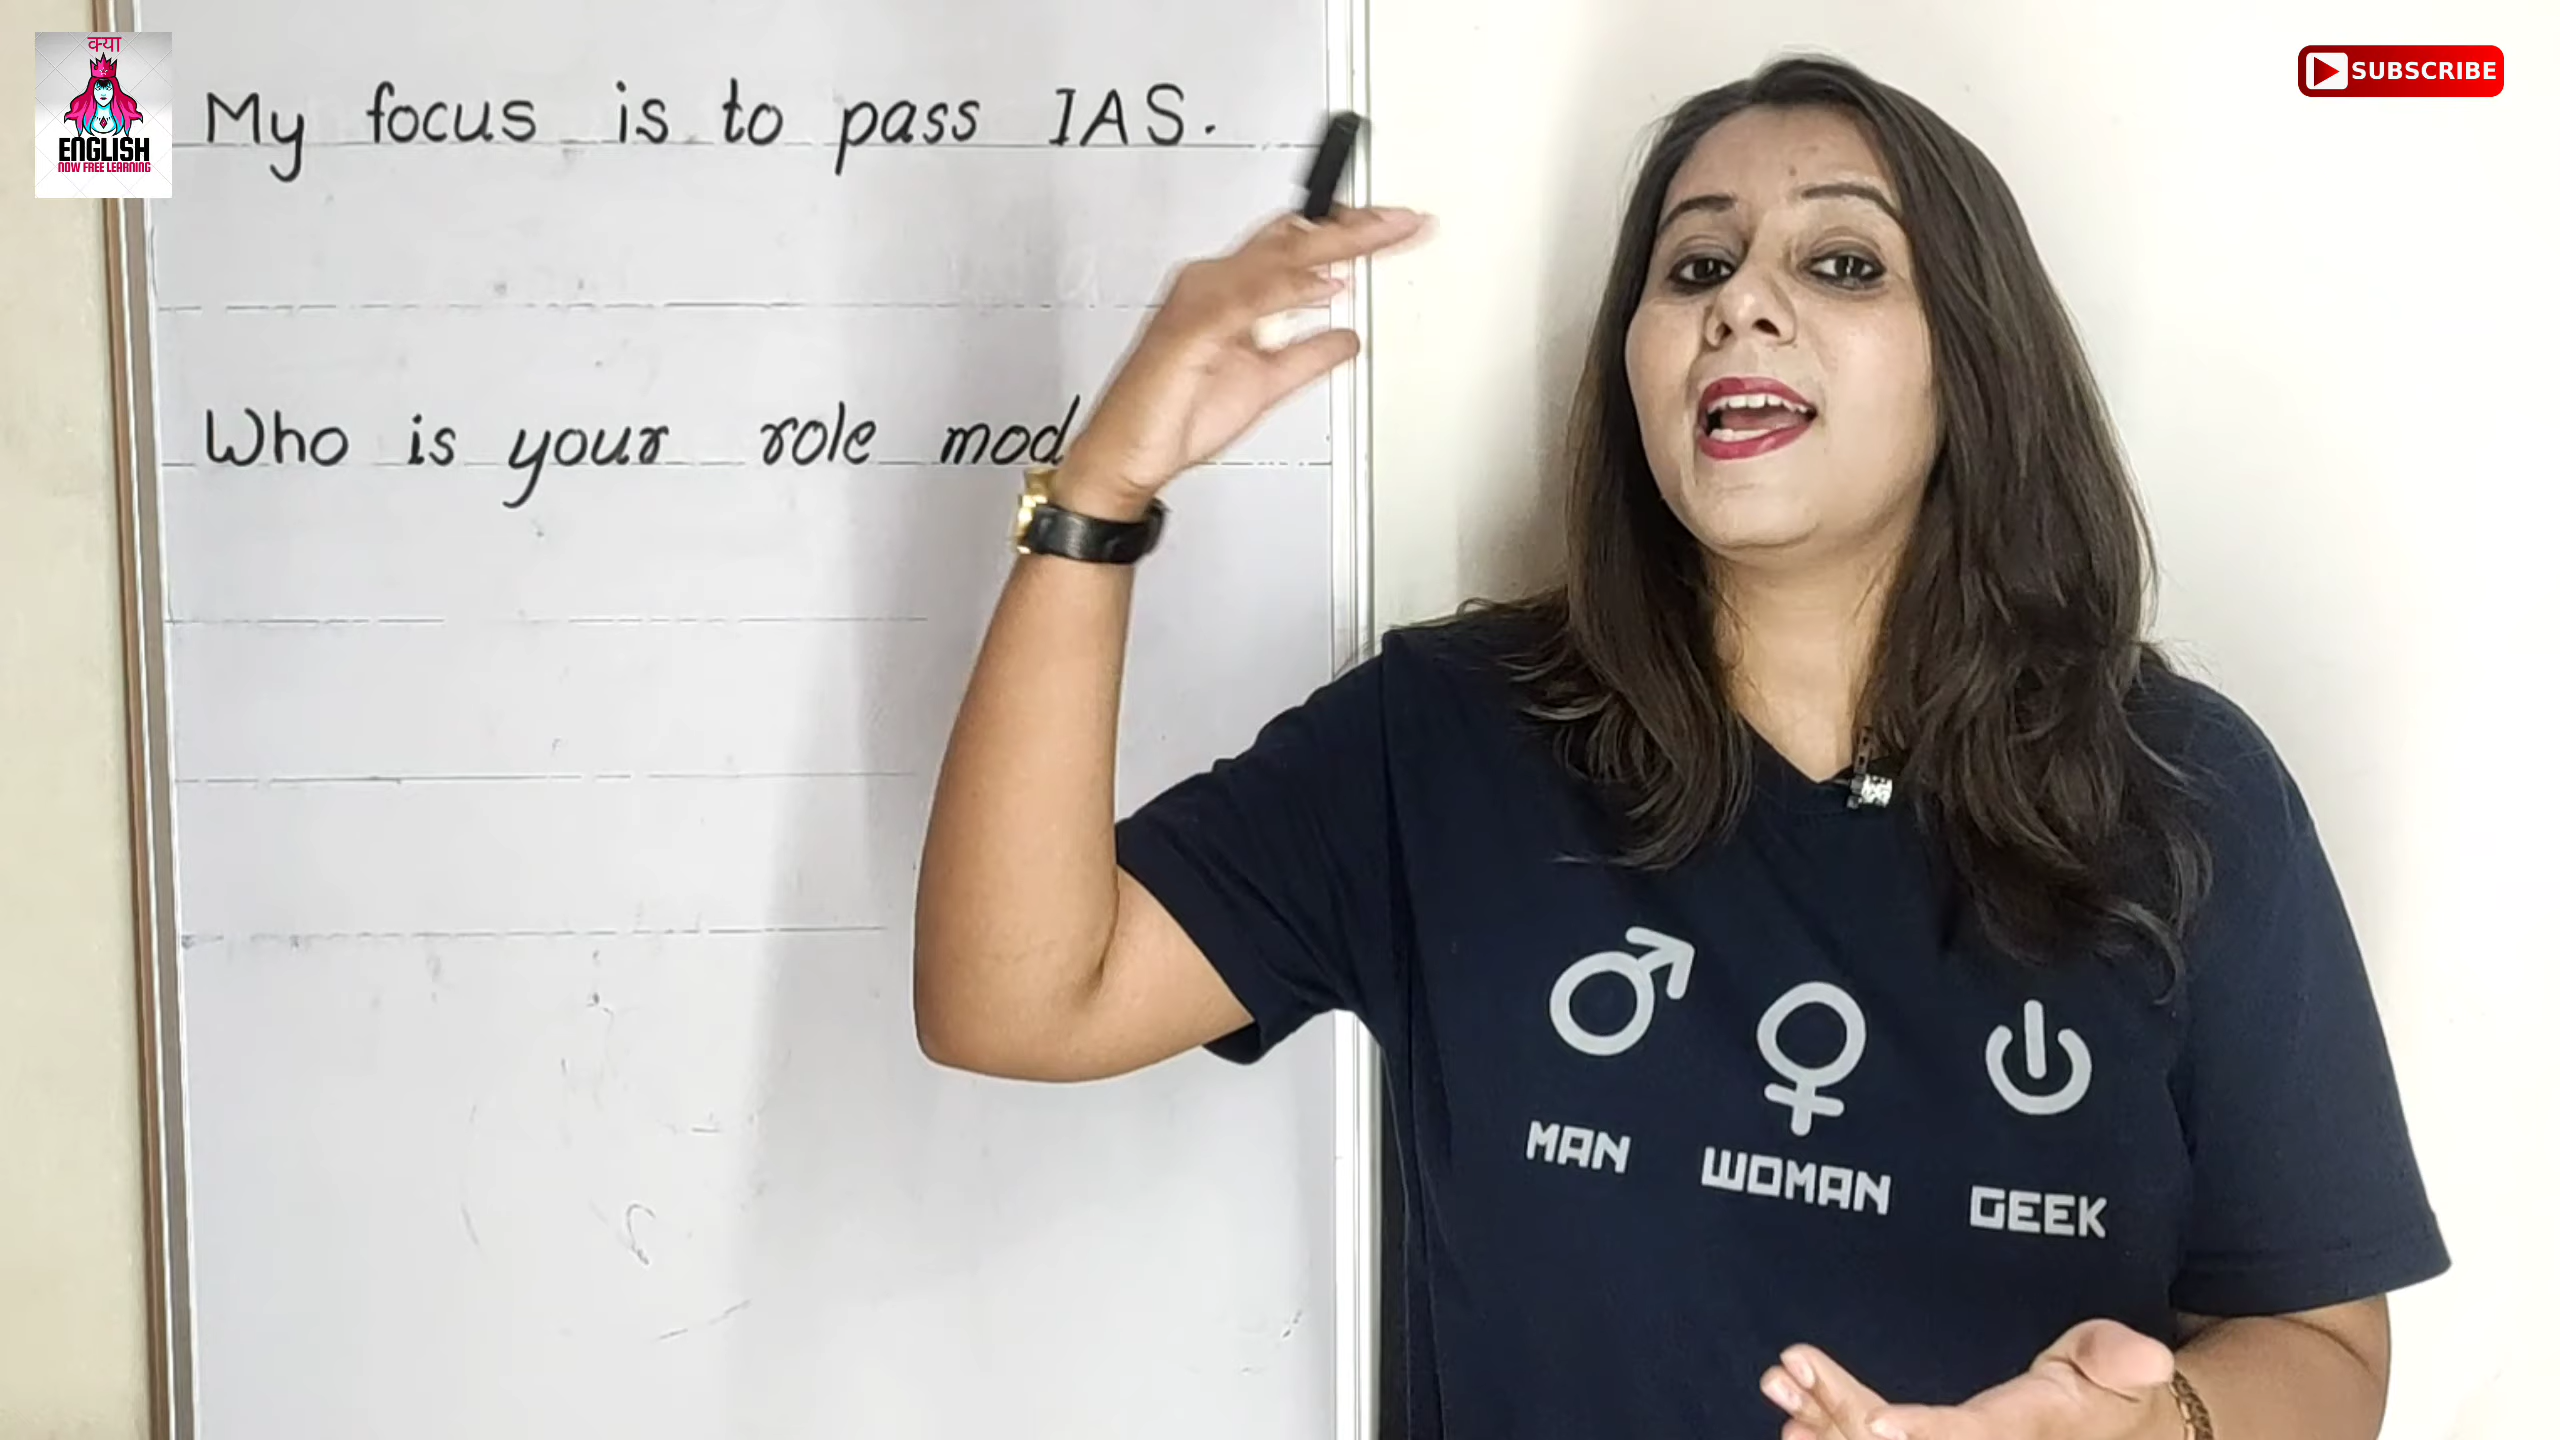 क्या
ENGLISH
NOW FREE LEARNING
SUBSCRIBE
My focus is to pass IAS.
Who is your role mod
MAN
WOMAN
GEEK